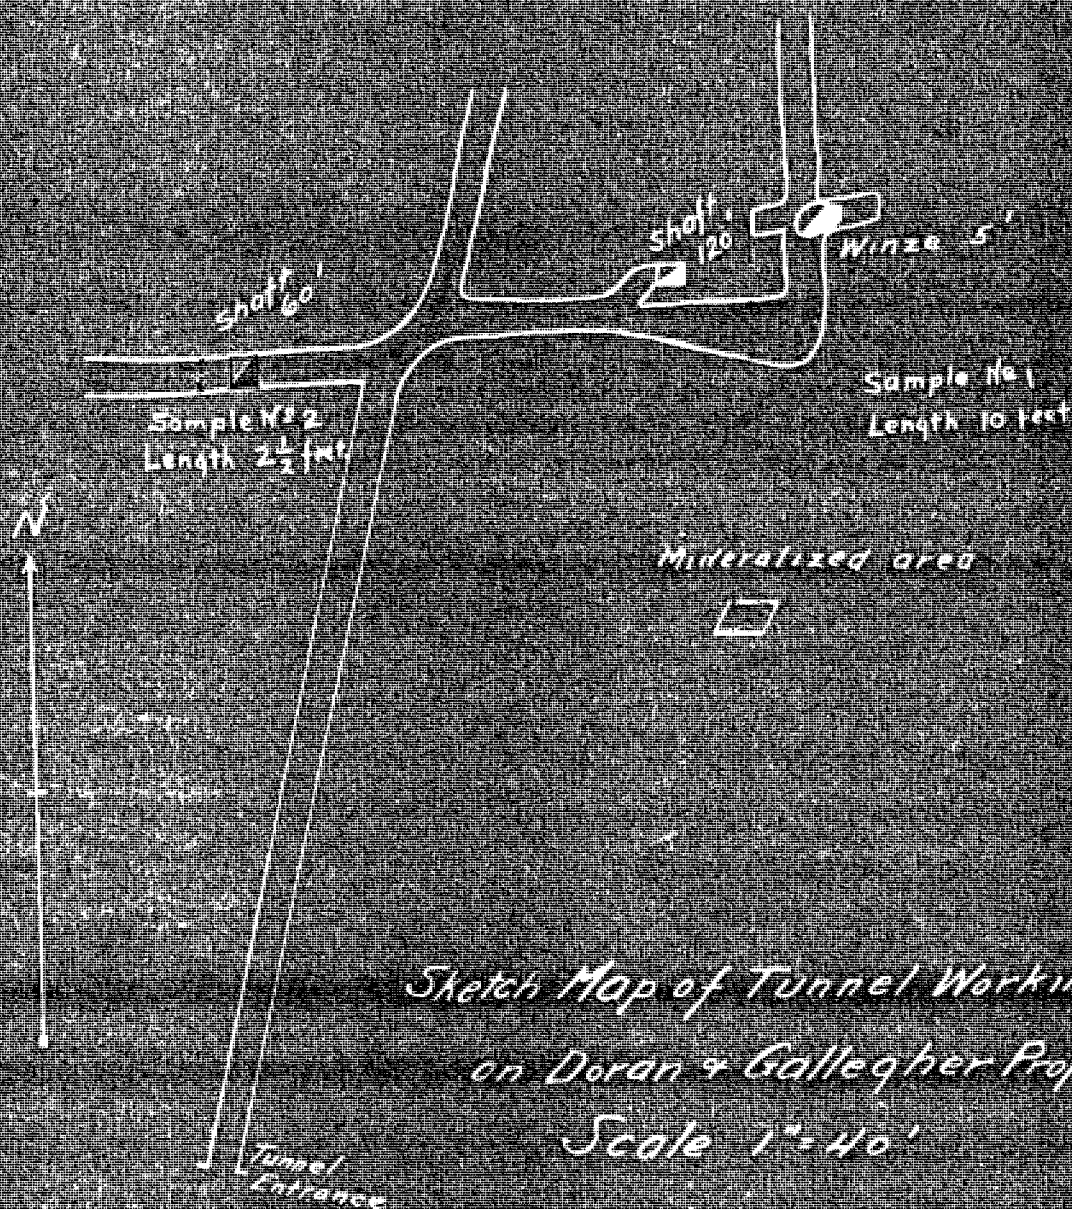 Shaft
120'
Winze 5'
Shaft
60'
Sample No 1
Length 10 feet
Sample No 2
Length 2½ feet
N
Mineralized area
Sketch Map of Tunnel Workin
on Doran & Gallegher Prop
Scale 1"=40'
Tunnel
Entrance